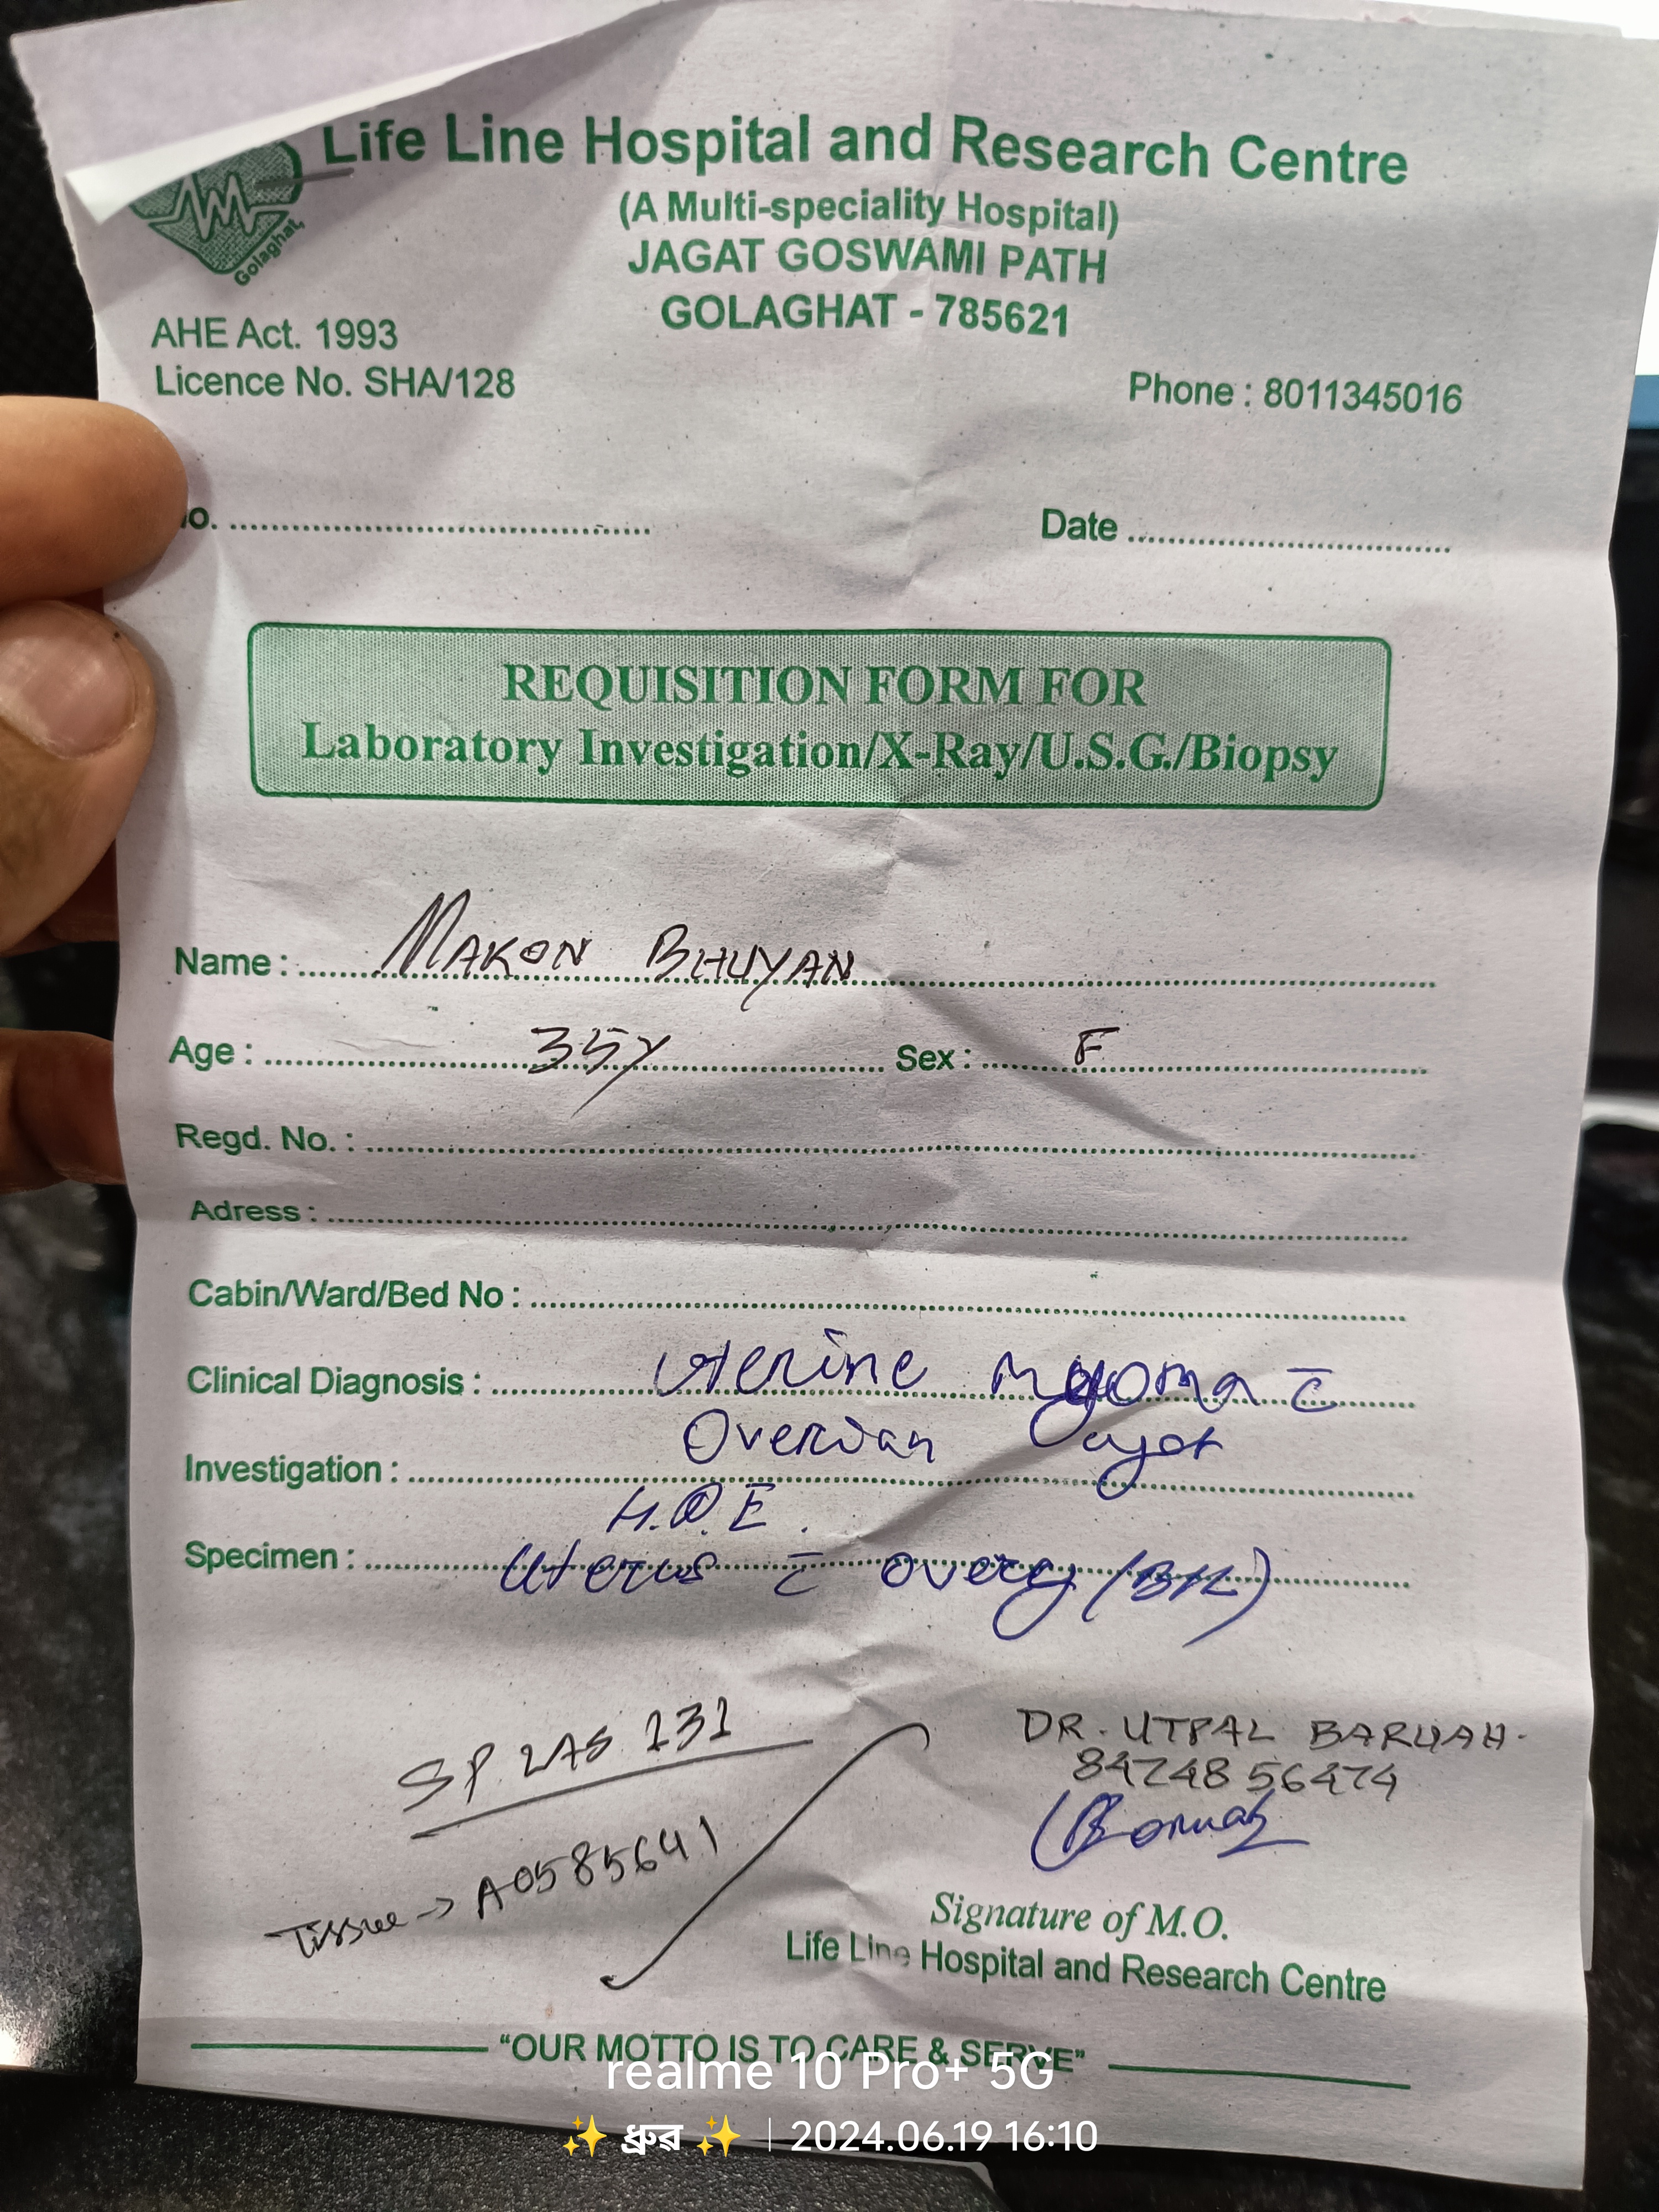 Life Line Hospital and Research Centre
(A Multi-speciality Hospital)
JAGAT GOSWAMI PATH
GOLAGHAT - 785621
Golaghat,
AHE Act. 1993
Licence No. SHA/128
Phone : 8011345016
o. ..........
Date ..........
REQUISITION FORM FOR
Laboratory Investigation/X-Ray/U.S.G./Biopsy
Name : MAKON BHUYAN
Age : 35y Sex : F
Regd. No. :
Adress :
Cabin/Ward/Bed No :
Clinical Diagnosis : Uterine Myoma c̄
Overian Cyst
Investigation :
H.P.E.
Specimen : Uterus c̄ overy (B/L)
SP. LAS 131
DR. UTPAL BARUAH.
8474856474
Tissue -> A0585641
Signature of M.O.
Life Line Hospital and Research Centre
“OUR MOTTO IS TO CARE & SERVE”
realme 10 Pro+ 5G
✨ ধ্ৰুৱ ✨ | 2024.06.19 16:10